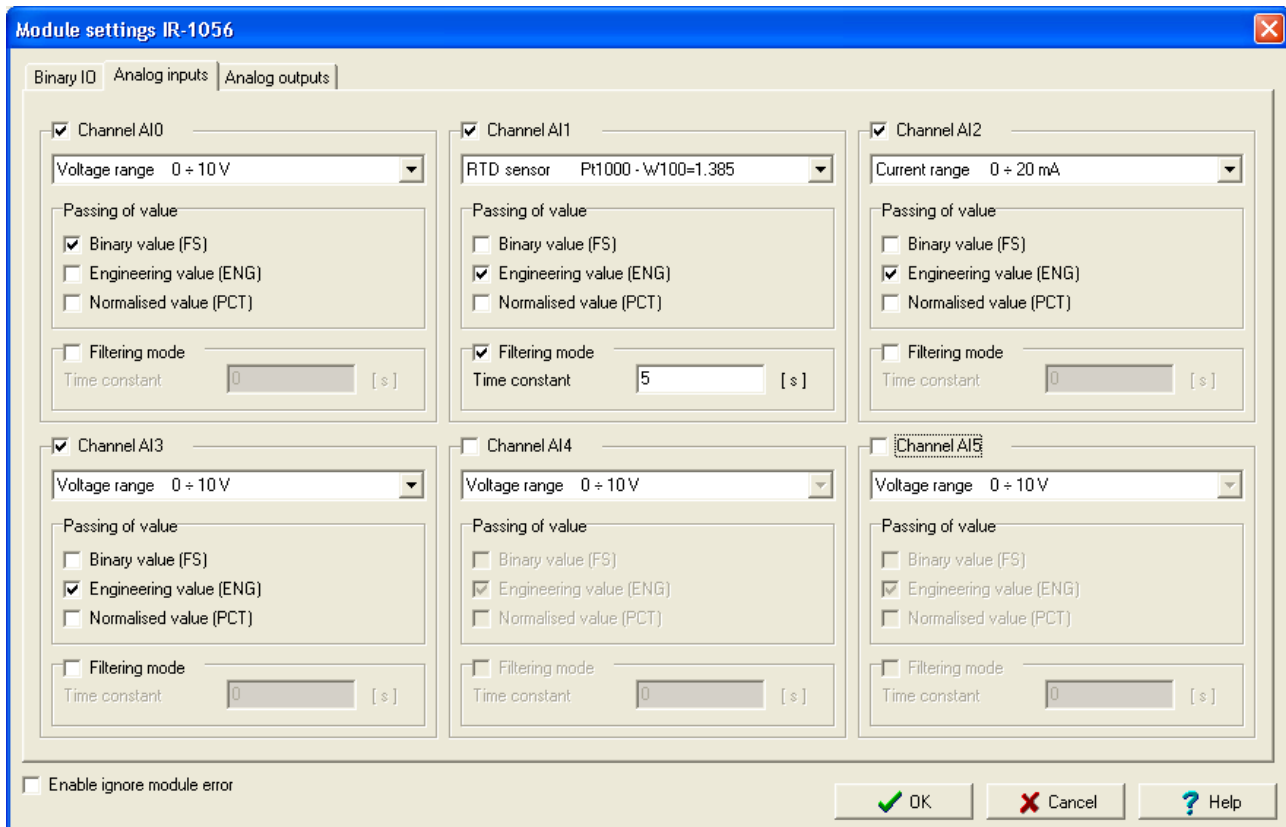 Module settings IR-1056
Binary IO Analog inputs Analog outputs
Channel AI0
Voltage range 0 ÷ 10 V
Passing of value
Binary value (FS)
Engineering value (ENG)
Normalised value (PCT)
Filtering mode
Time constant 0 [ s ]
Channel AI1
RTD sensor Pt1000 - W100=1.385
Passing of value
Binary value (FS)
Engineering value (ENG)
Normalised value (PCT)
Filtering mode
Time constant 5 [ s ]
Channel AI2
Current range 0 ÷ 20 mA
Passing of value
Binary value (FS)
Engineering value (ENG)
Normalised value (PCT)
Filtering mode
Time constant 0 [ s ]
Channel AI3
Voltage range 0 ÷ 10 V
Passing of value
Binary value (FS)
Engineering value (ENG)
Normalised value (PCT)
Filtering mode
Time constant 0 [ s ]
Channel AI4
Voltage range 0 ÷ 10 V
Passing of value
Binary value (FS)
Engineering value (ENG)
Normalised value (PCT)
Filtering mode
Time constant 0 [ s ]
Channel AI5
Voltage range 0 ÷ 10 V
Passing of value
Binary value (FS)
Engineering value (ENG)
Normalised value (PCT)
Filtering mode
Time constant 0 [ s ]
Enable ignore module error
OK Cancel ? Help